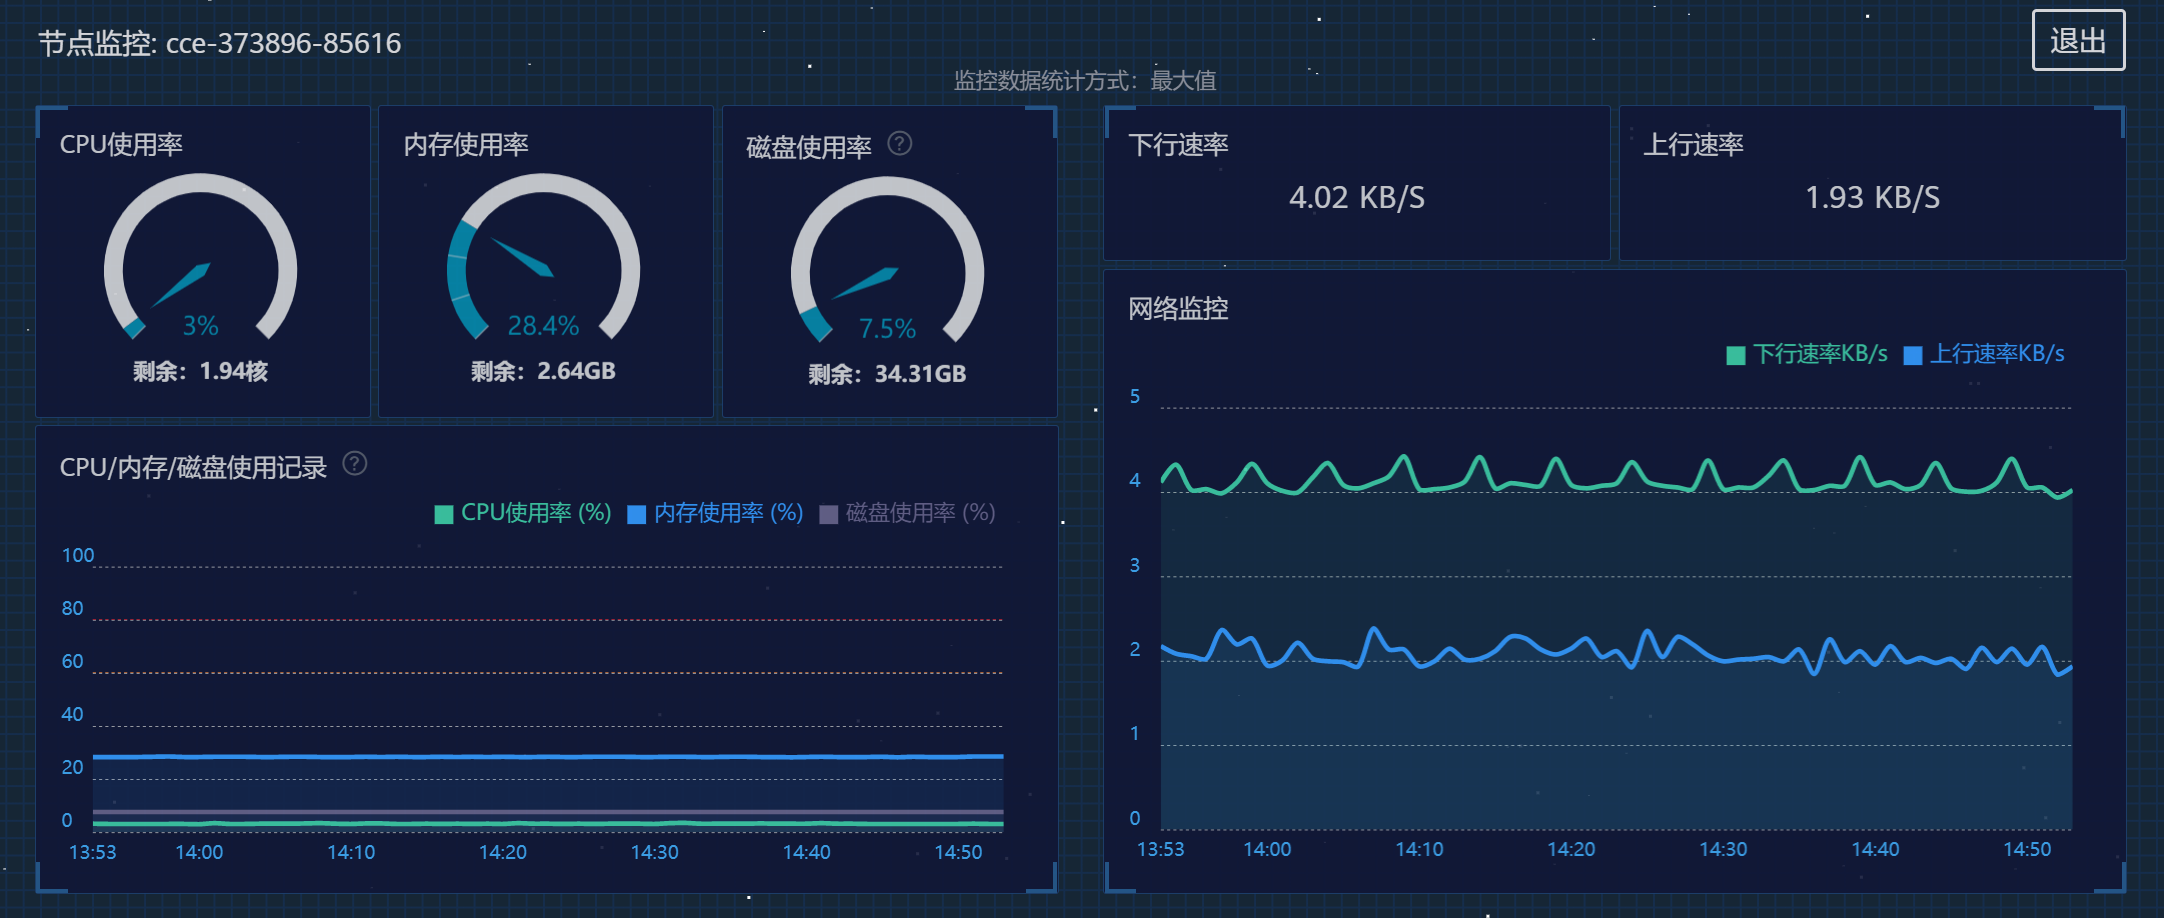 节点监控: cce-373896-85616
退出
监控数据统计方式：最大值
CPU使用率
3%
剩余：1.94核
内存使用率
28.4%
剩余：2.64GB
磁盘使用率 ?
7.5%
剩余：34.31GB
下行速率
4.02 KB/S
上行速率
1.93 KB/S
CPU/内存/磁盘使用记录 ?
CPU使用率 (%) 内存使用率 (%) 磁盘使用率 (%)
100
80
60
40
20
0
13:53 14:00 14:10 14:20 14:30 14:40 14:50
网络监控
下行速率KB/s 上行速率KB/s
5
4
3
2
1
0
13:53 14:00 14:10 14:20 14:30 14:40 14:50